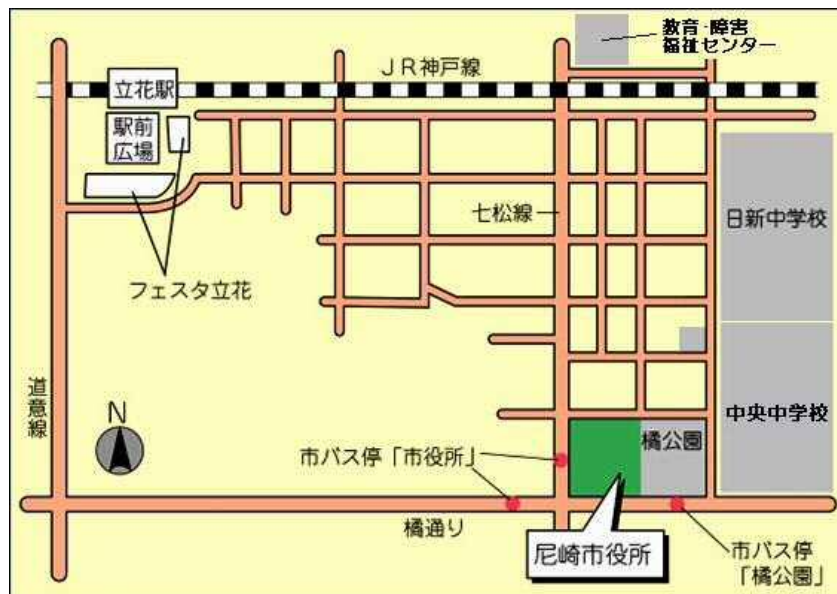 教育・障害
福祉センター
JR神戸線
立花駅
駅前
広場
七松線
日新中学校
フェスタ立花
道意線
N
中央中学校
橘公園
市バス停「市役所」
橘通り
尼崎市役所
市バス停
「橘公園」